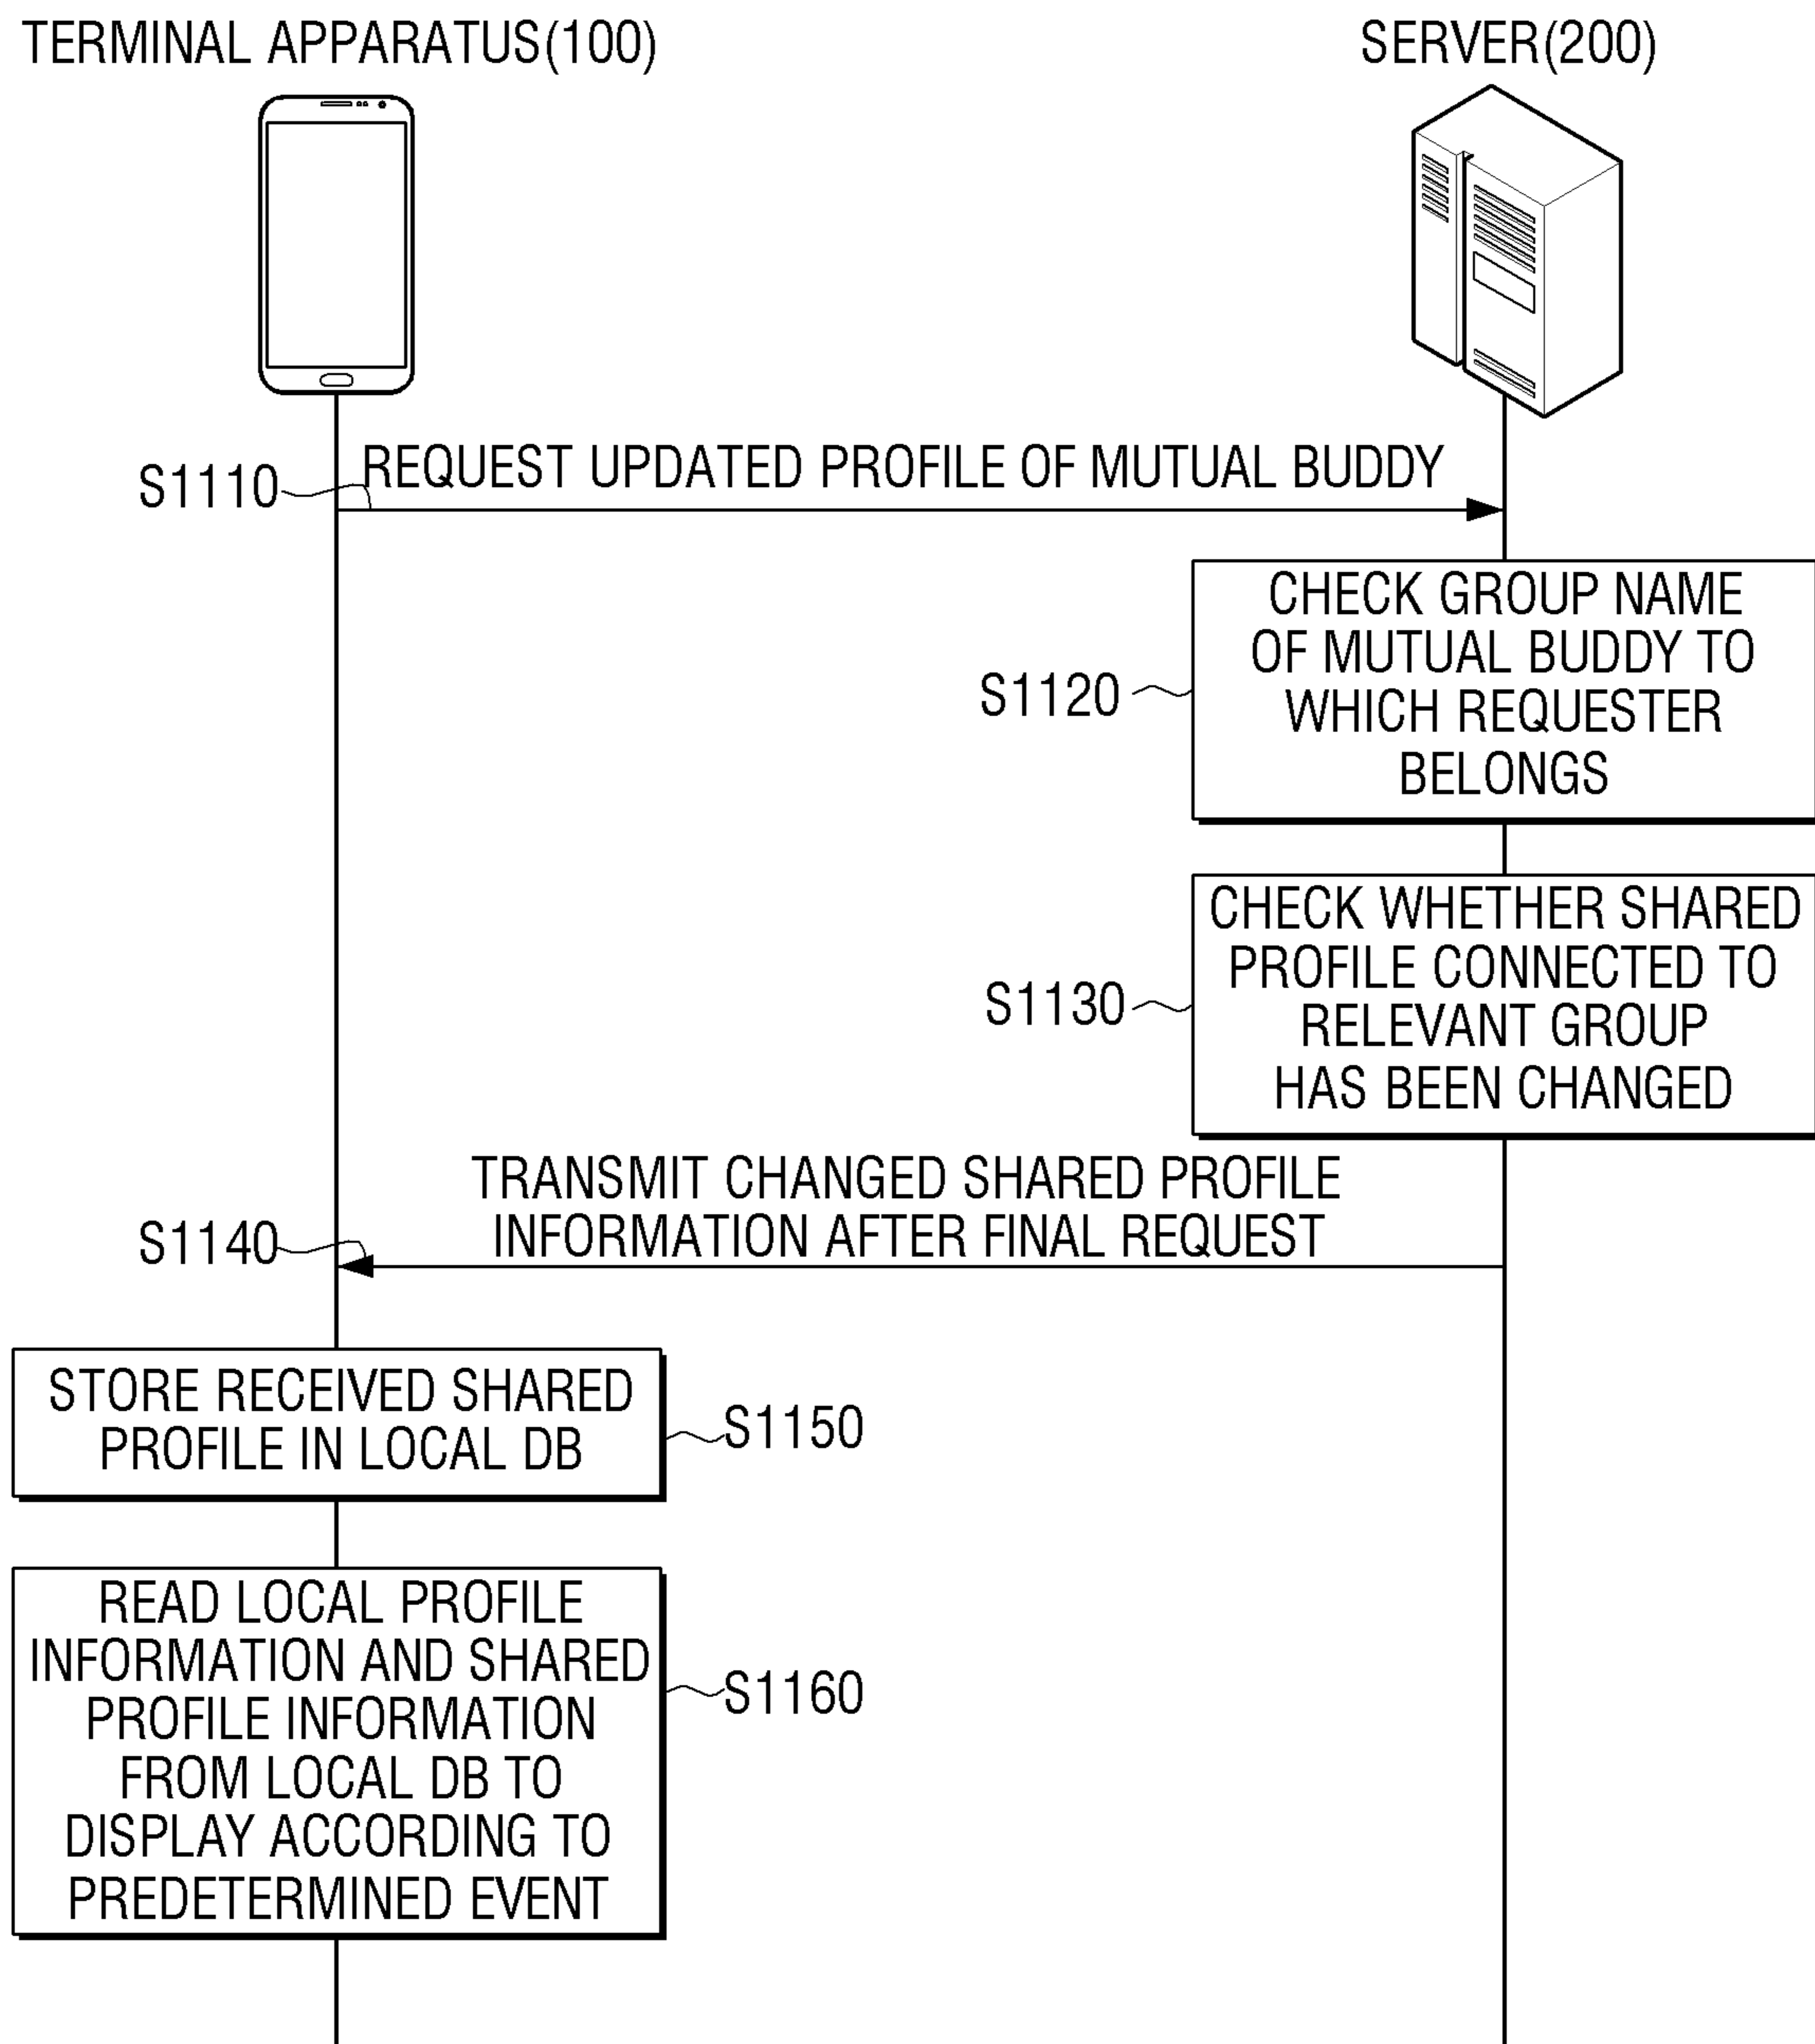 TERMINAL APPARATUS(100)
SERVER(200)
S1110
REQUEST UPDATED PROFILE OF MUTUAL BUDDY
CHECK GROUP NAME
OF MUTUAL BUDDY TO
WHICH REQUESTER
BELONGS
S1120
CHECK WHETHER SHARED
PROFILE CONNECTED TO
RELEVANT GROUP
HAS BEEN CHANGED
S1130
TRANSMIT CHANGED SHARED PROFILE
INFORMATION AFTER FINAL REQUEST
S1140
STORE RECEIVED SHARED
PROFILE IN LOCAL DB
S1150
READ LOCAL PROFILE
INFORMATION AND SHARED
PROFILE INFORMATION
FROM LOCAL DB TO
DISPLAY ACCORDING TO
PREDETERMINED EVENT
S1160